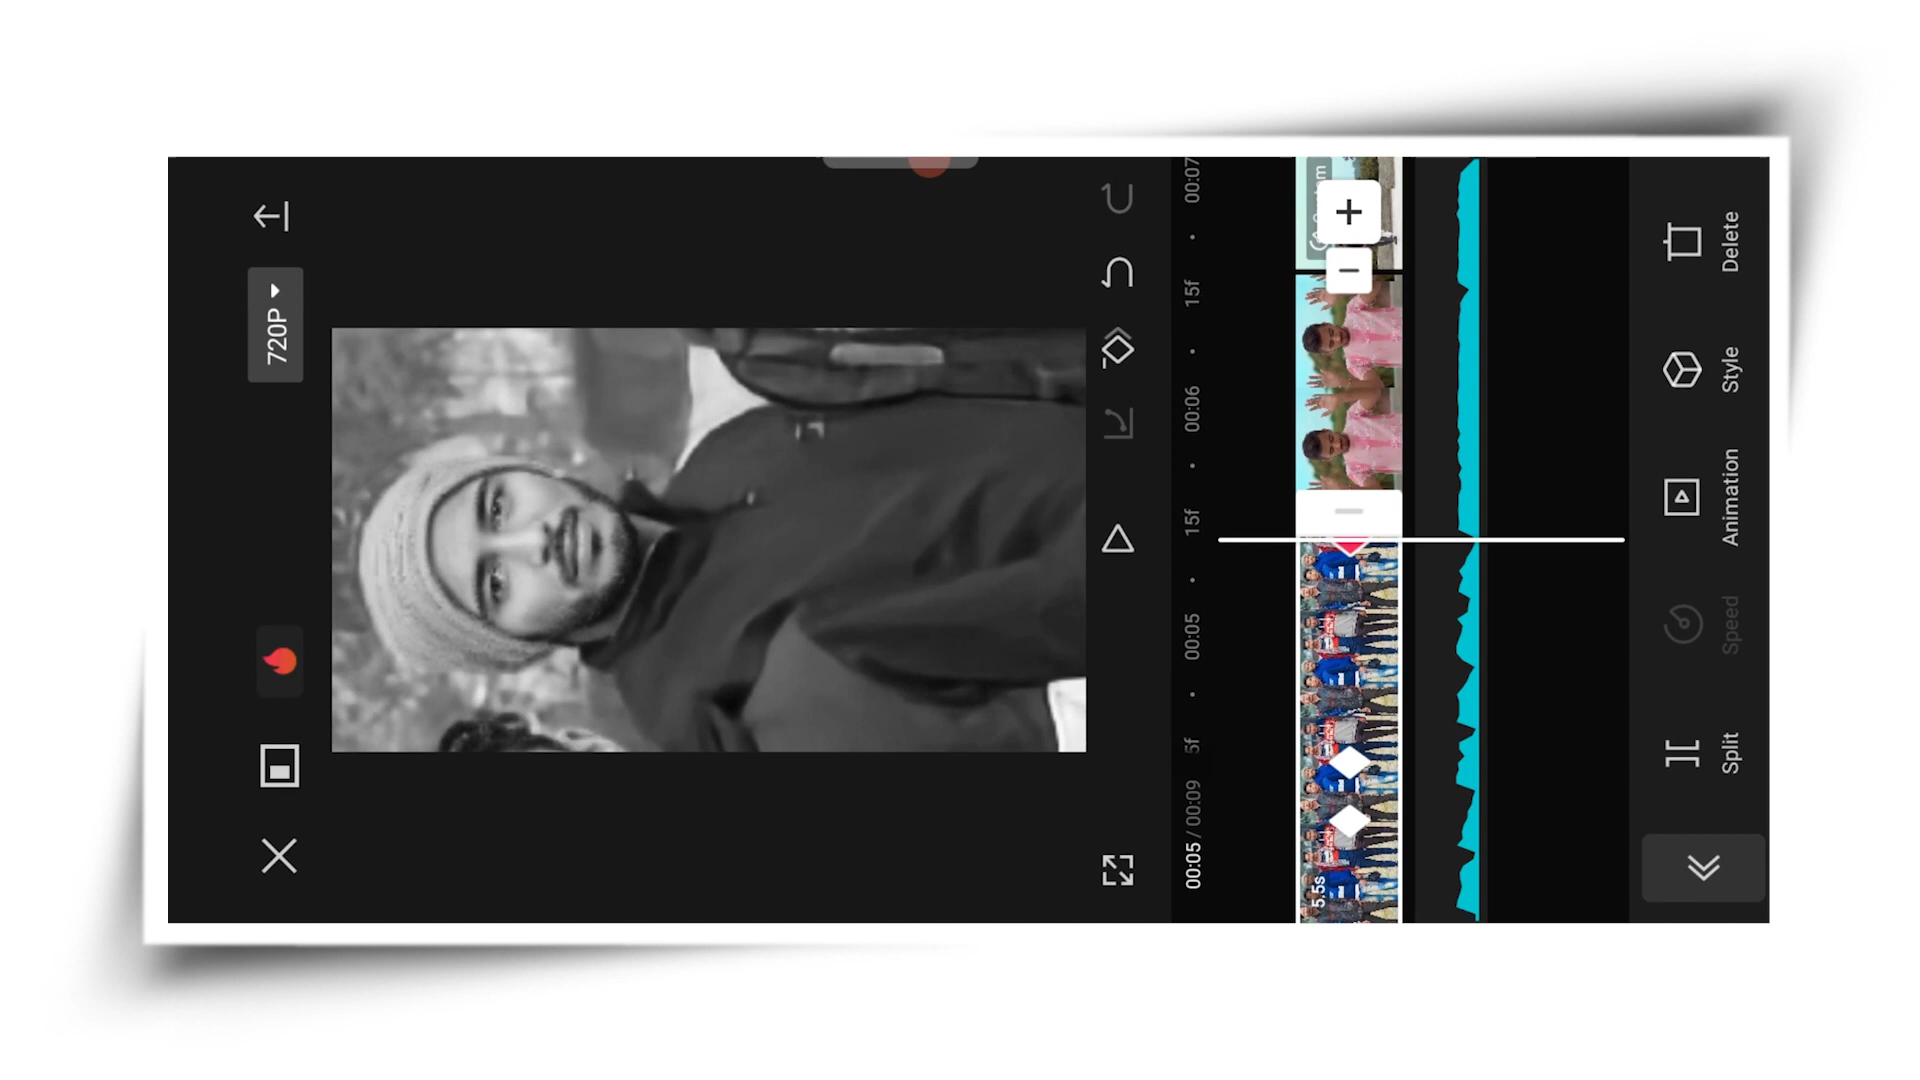 720P
00:05 / 00:09
5f
00:05
15f
00:06
15f
00:07
5.5s
Split
Speed
Animation
Style
Delete